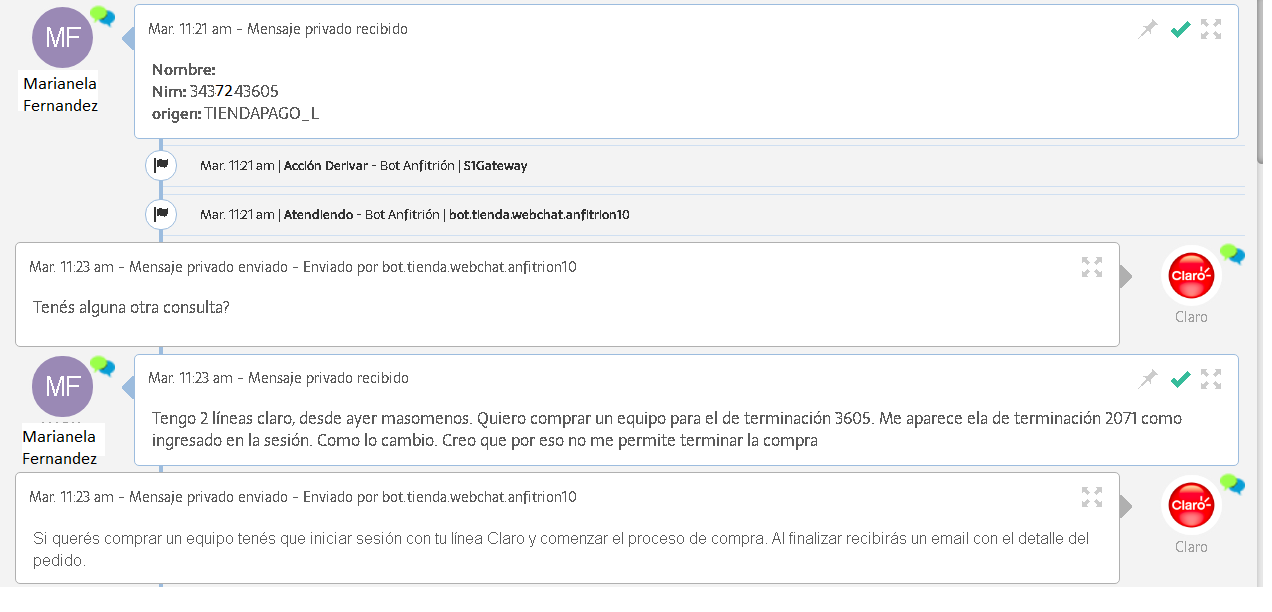 MF
Marianela
Fernandez
Mar. 11:21 am - Mensaje privado recibido
Nombre:
Nim: 3437243605
origen: TIENDAPAGO_L
Mar. 11:21 am | Acción Derivar - Bot Anfitrión | S1Gateway
Mar. 11:21 am | Atendiendo - Bot Anfitrión | bot.tienda.webchat.anfitrion10
Mar. 11:23 am - Mensaje privado enviado - Enviado por bot.tienda.webchat.anfitrion10
Tenés alguna otra consulta?
Claro
Claro
MF
Marianela
Fernandez
Mar. 11:23 am - Mensaje privado recibido
Tengo 2 líneas claro, desde ayer masomenos. Quiero comprar un equipo para el de terminación 3605. Me aparece ela de terminación 2071 como
ingresado en la sesión. Como lo cambio. Creo que por eso no me permite terminar la compra
Mar. 11:23 am - Mensaje privado enviado - Enviado por bot.tienda.webchat.anfitrion10
Si querés comprar un equipo tenés que iniciar sesión con tu línea Claro y comenzar el proceso de compra. Al finalizar recibirás un email con el detalle del
pedido.
Claro
Claro